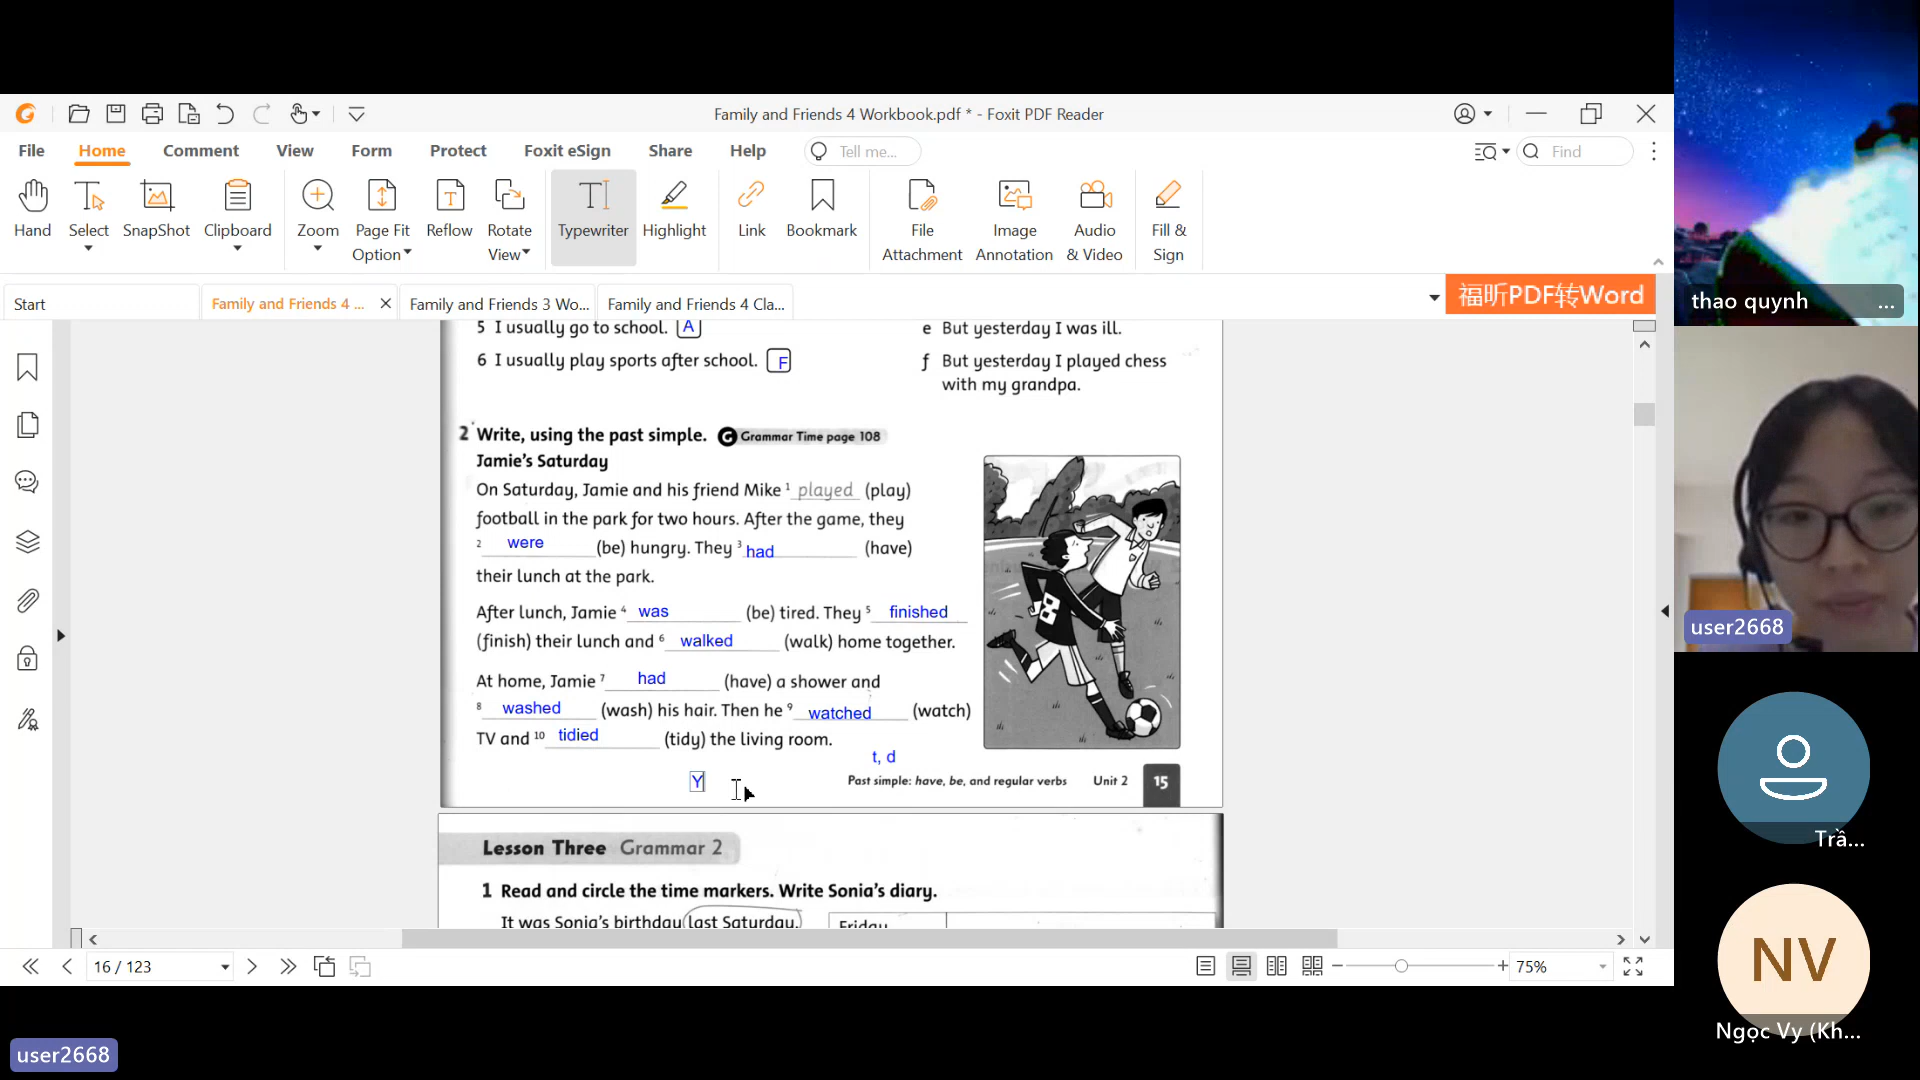 Family and Friends 4 Workbook.pdf * - Foxit PDF Reader
File Home Comment View Form Protect Foxit eSign Share Help Tell me... Find
Hand Select SnapShot Clipboard Zoom Page Fit Option Reflow Rotate View Typewriter Highlight Link Bookmark File Attachment Image Annotation Audio & Video Fill & Sign
Start Family and Friends 4 ... Family and Friends 3 Wo... Family and Friends 4 Cla... 福昕PDF转Word
5 I usually go to school. A
e But yesterday I was ill.
6 I usually play sports after school. F
f But yesterday I played chess
with my grandpa.
2 Write, using the past simple. G Grammar Time page 108
Jamie's Saturday
On Saturday, Jamie and his friend Mike 1 played (play)
football in the park for two hours. After the game, they
2 were (be) hungry. They 3 had (have)
their lunch at the park.
After lunch, Jamie 4 was (be) tired. They 5 finished
(finish) their lunch and 6 walked (walk) home together.
At home, Jamie 7 had (have) a shower and
8 washed (wash) his hair. Then he 9 watched (watch)
TV and 10 tidied (tidy) the living room.
t, d
Y
Past simple: have, be, and regular verbs Unit 2 15
Lesson Three Grammar 2
1 Read and circle the time markers. Write Sonia's diary.
It was Sonia's birthday last Saturday.
Friday
16 / 123
75%
thao quynh ...
user2668
Trầ...
NV
Ngọc Vy (Kh...
user2668